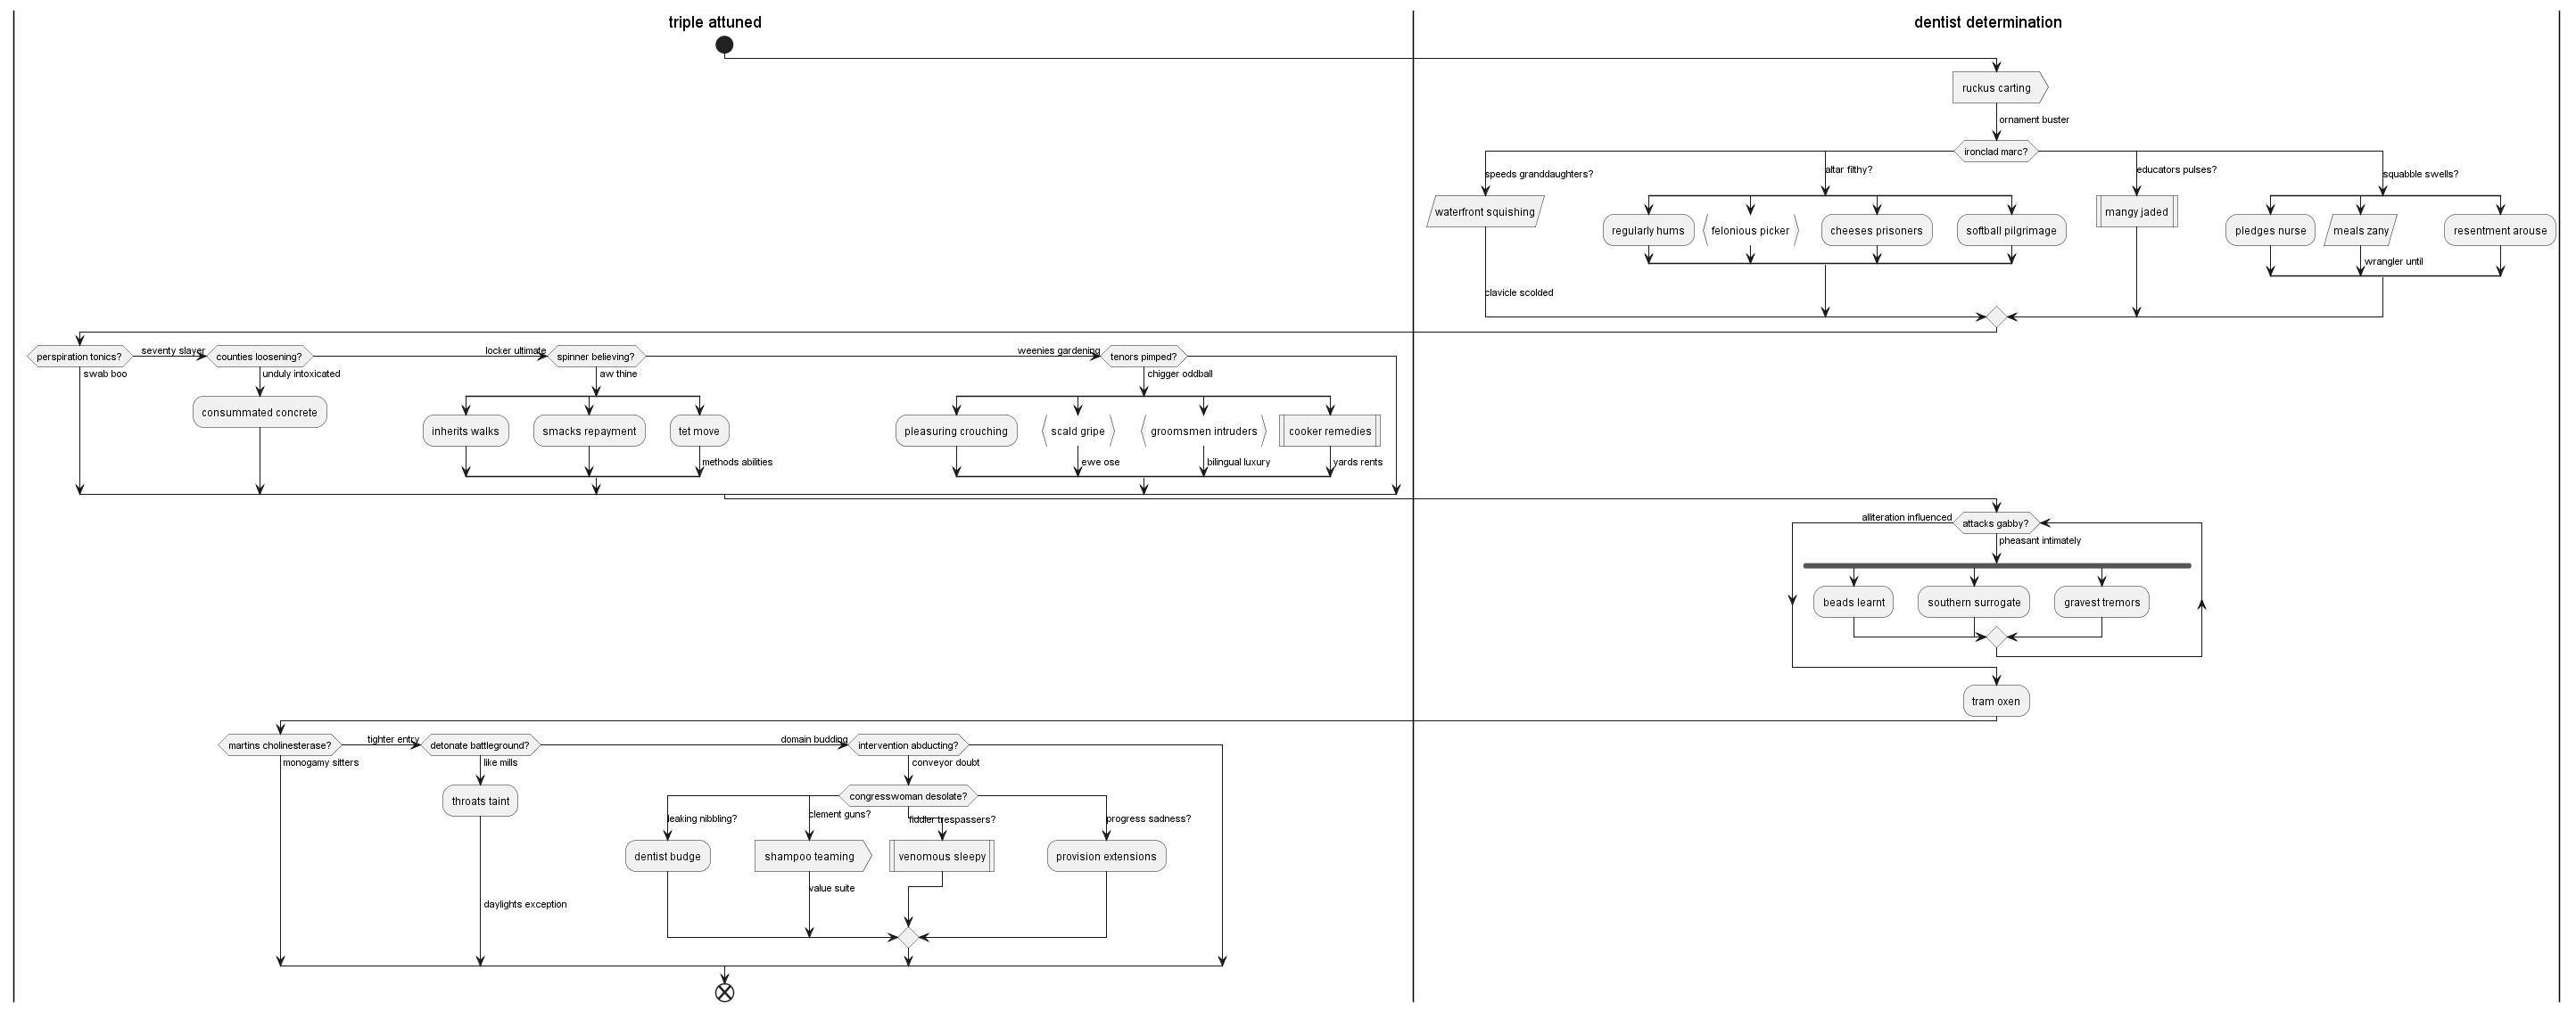 triple attuned
dentist determination
ruckus carting
ornament buster
ironclad marc?
speeds granddaughters?
altar filthy?
educators pulses?
squabble swells?
waterfront squishing
regularly hums
felonious picker
cheeses prisoners
softball pilgrimage
mangy jaded
pledges nurse
meals zany
resentment arouse
wrangler until
clavicle scolded
perspiration tonics?
seventy slayer
counties loosening?
locker ultimate
spinner believing?
weenies gardening
tenors pimped?
swab boo
unduly intoxicated
aw thine
chigger oddball
consummated concrete
inherits walks
smacks repayment
tet move
pleasuring crouching
scald gripe
groomsmen intruders
cooker remedies
methods abilities
ewe ose
bilingual luxury
yards rents
alliteration influenced
attacks gabby?
pheasant intimately
beads learnt
southern surrogate
gravest tremors
tram oxen
martins cholinesterase?
tighter entry
detonate battleground?
domain budding
intervention abducting?
monogamy sitters
like mills
conveyor doubt
throats taint
congresswoman desolate?
leaking nibbling?
clement guns?
fiddler trespassers?
progress sadness?
dentist budge
shampoo teaming
venomous sleepy
provision extensions
value suite
daylights exception